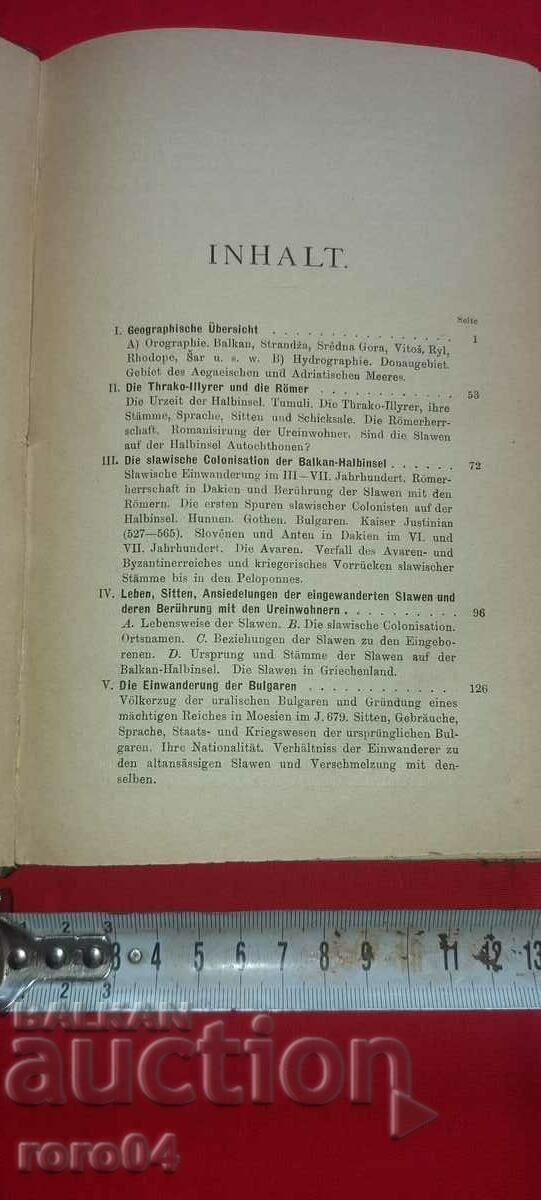 INHALT.
Seite
I. Geographische Übersicht . . . . . . . . . . . . . . . 1
A) Orographie. Balkan, Strandža, Srědna Gora, Vitoš, Ryl,
Rhodope, Šar u. s. w. B) Hydrographie. Donaugebiet.
Gebiet des Aegaeischen und Adriatischen Meeres.
II. Die Thrako-Illyrer und die Römer . . . . . . . . . . . . 53
Die Urzeit der Halbinsel. Tumuli. Die Thrako-Illyrer, ihre
Stämme, Sprache, Sitten und Schicksale. Die Römerherr-
schaft. Romanisirung der Ureinwohner. Sind die Slawen
auf der Halbinsel Autochthonen?
III. Die slawische Colonisation der Balkan-Halbinsel . . . . . . 72
Slawische Einwanderung im III–VII. Jahrhundert. Römer-
herrschaft in Dakien und Berührung der Slawen mit den
Römern. Die ersten Spuren slawischer Colonisten auf der
Halbinsel. Hunnen. Gothen. Bulgaren. Kaiser Justinian
(527—565). Slověnen und Anten in Dakien im VI. und
VII. Jahrhundert. Die Avaren. Verfall des Avaren- und
Byzantinerreiches und kriegerisches Vorrücken slawischer
Stämme bis in den Peloponnes.
IV. Leben, Sitten, Ansiedelungen der eingewanderten Slawen und
deren Berührung mit den Ureinwohnern . . . . . . . . . 96
A. Lebensweise der Slawen. B. Die slawische Colonisation.
Ortsnamen. C. Beziehungen der Slawen zu den Eingebo-
renen. D. Ursprung und Stämme der Slawen auf der
Balkan-Halbinsel. Die Slawen in Griechenland.
V. Die Einwanderung der Bulgaren . . . . . . . . . . . . 126
Völkerzug der uralischen Bulgaren und Gründung eines
mächtigen Reiches in Moesien im J. 679. Sitten, Gebräuche,
Sprache, Staats- und Kriegswesen der ursprünglichen Bul-
garen. Ihre Nationalität. Verhältniss der Einwanderer zu
den altansässigen Slawen und Verschmelzung mit den-
selben.
1 2 3
3 4 5 6 7 8 9 11 12 13
2 3
BALKAN
auction
roro04